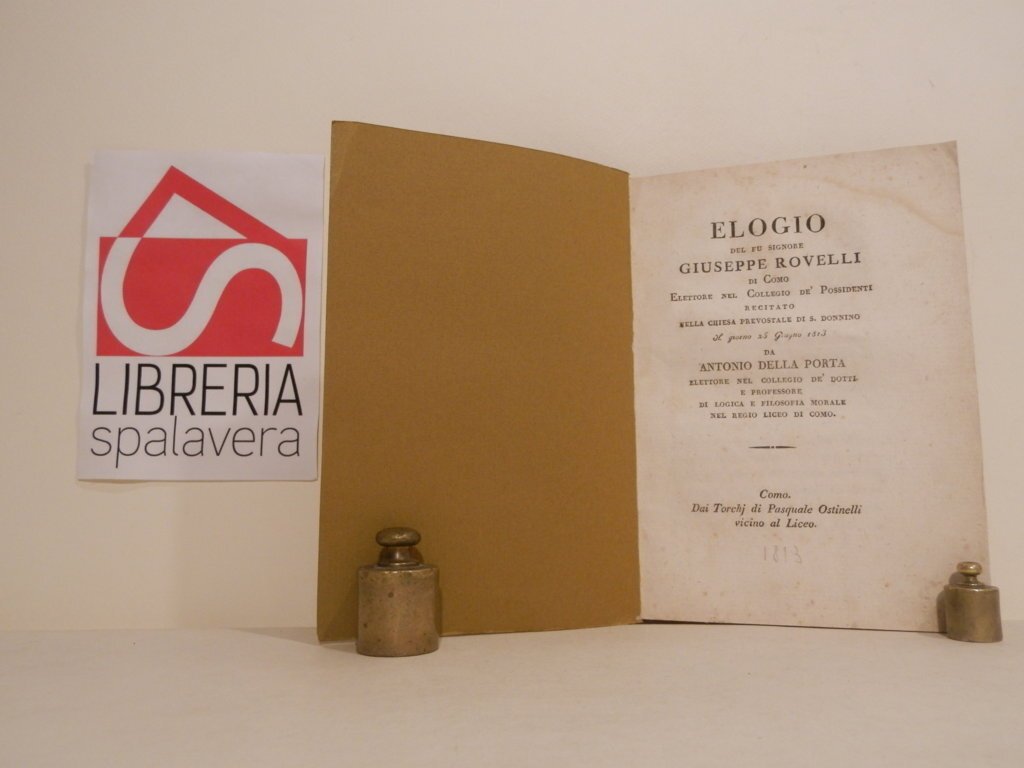 LIBRERIA
spalavera
ELOGIO
DEL FU SIGNORE
GIUSEPPE ROVELLI
DI COMO
ELETTORE NEL COLLEGIO DE' POSSIDENTI
RECITATO
NELLA CHIESA PREVOSTALE DI S. DONNINO
Il giorno 25 Giugno 1813
DA
ANTONIO DELLA PORTA
ELETTORE NEL COLLEGIO DE' DOTTI
E PROFESSORE
DI LOGICA E FILOSOFIA MORALE
NEL REGIO LICEO DI COMO.
Como.
Dai Torchj di Pasquale Ostinelli
vicino al Liceo.
1813